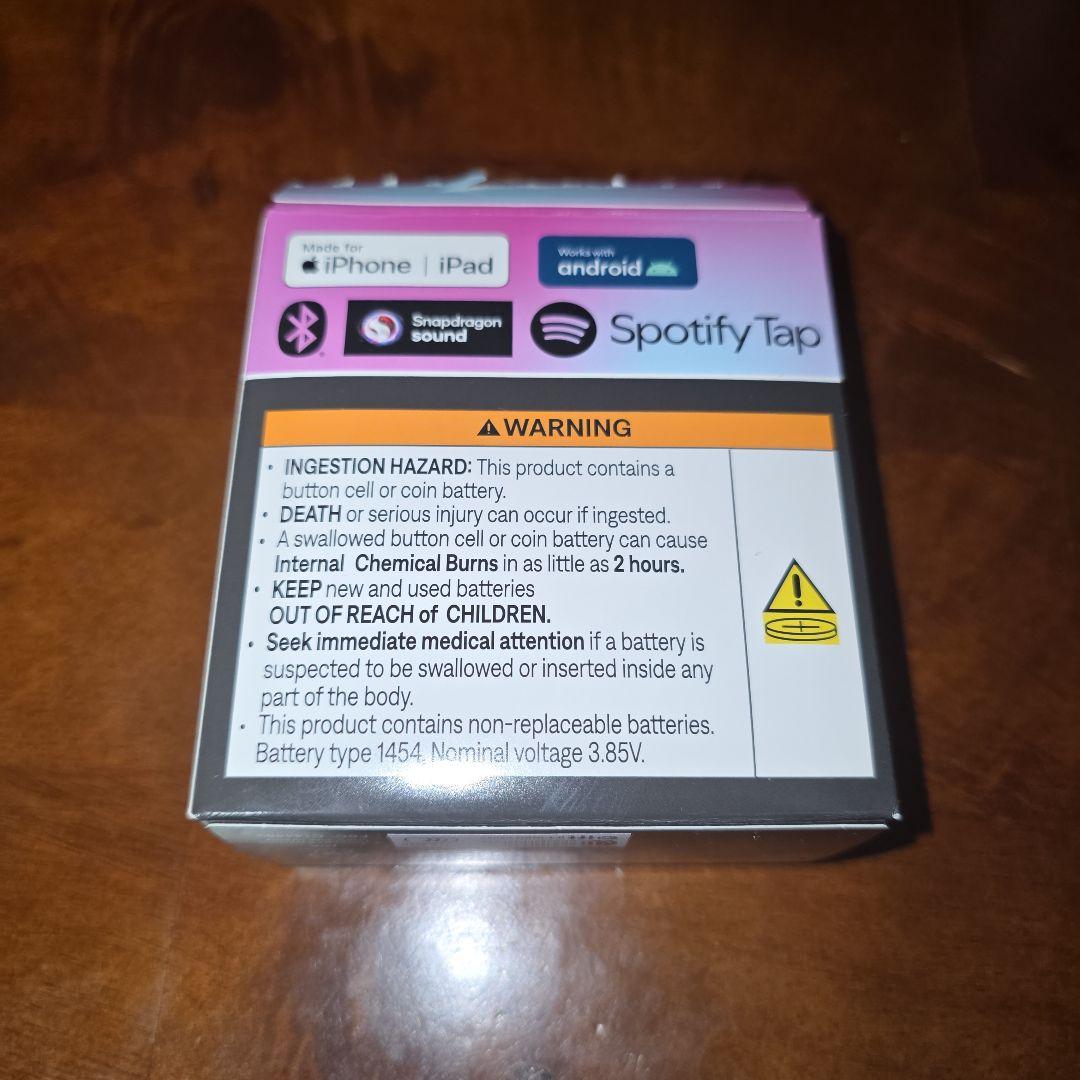 Made for
iPhone | iPad
Works with
android
Snapdragon
sound
Spotify Tap
WARNING
• INGESTION HAZARD: This product contains a
button cell or coin battery.
• DEATH or serious injury can occur if ingested.
• A swallowed button cell or coin battery can cause
Internal Chemical Burns in as little as 2 hours.
• KEEP new and used batteries
OUT OF REACH of CHILDREN.
• Seek immediate medical attention if a battery is
suspected to be swallowed or inserted inside any
part of the body.
• This product contains non-replaceable batteries.
Battery type 1454. Nominal voltage 3.85V.